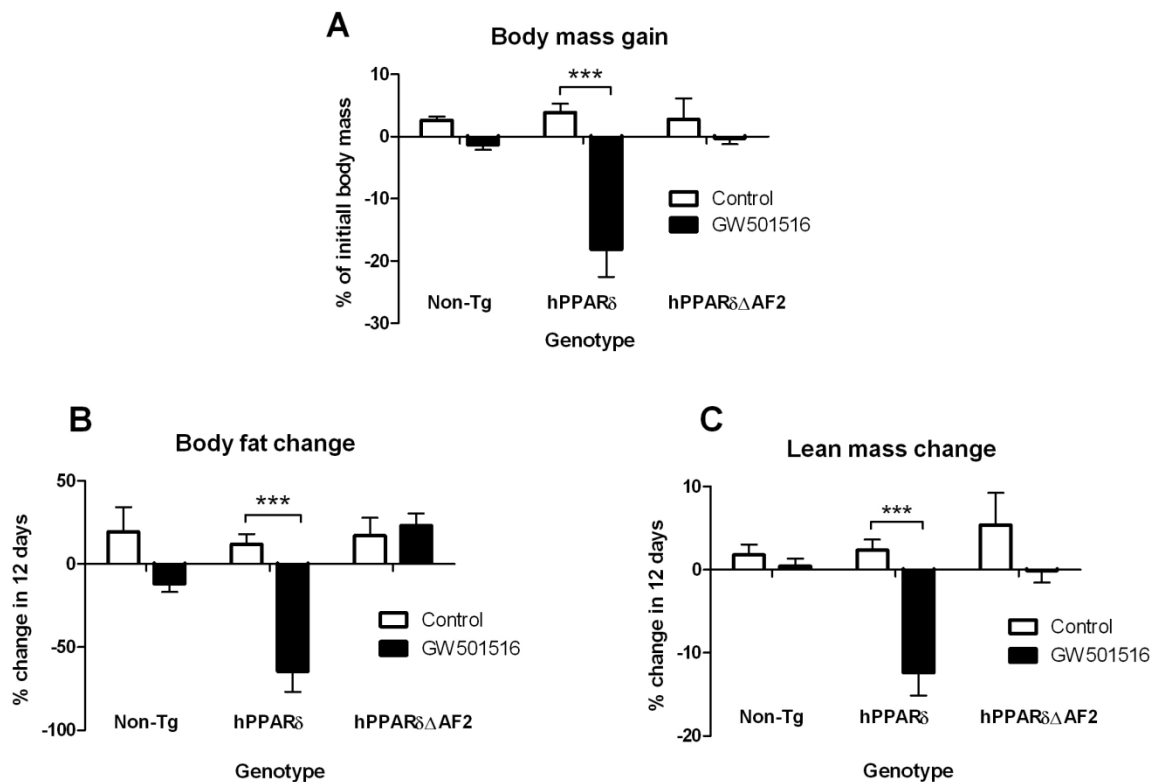 A
Body mass gain
% of initiall body mass
10
0
-10
-20
-30
***
Control
GW501516
Non-Tg
hPPARδ
hPPARδΔAF2
Genotype
B
Body fat change
% change in 12 days
50
0
-50
-100
***
Control
GW501516
Non-Tg
hPPARδ
hPPARδΔAF2
Genotype
C
Lean mass change
% change in 12 days
10
0
-10
-20
***
Control
GW501516
Non-Tg
hPPARδ
hPPARδΔAF2
Genotype